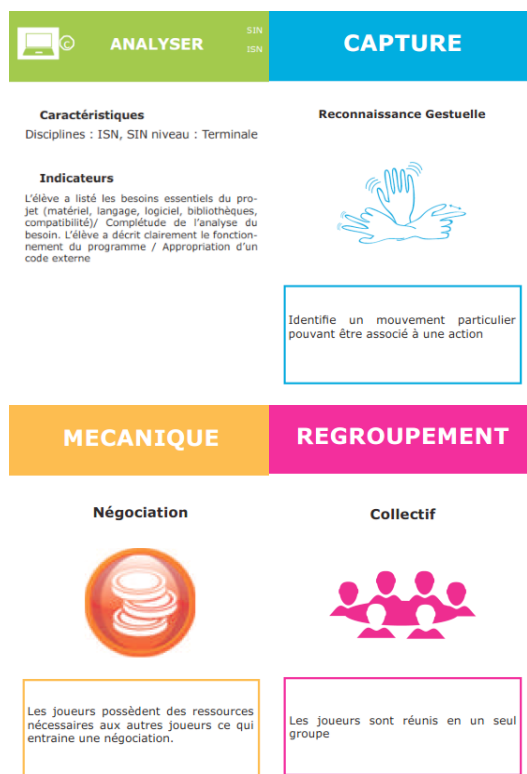 ANALYSER
SIN
ISN
©
Caractéristiques
Disciplines : ISN, SIN niveau : Terminale
Indicateurs
L'élève a listé les besoins essentiels du pro-
jet (matériel, langage, logiciel, bibliothèques,
compatibilité)/ Complétude de l'analyse du
besoin. L'élève a décrit clairement le fonction-
nement du programme / Appropriation d'un
code externe
CAPTURE
Reconnaissance Gestuelle
Identifie un mouvement particulier
pouvant être associé à une action
MECANIQUE
Négociation
Les joueurs possèdent des ressources
nécessaires aux autres joueurs ce qui
entraine une négociation.
REGROUPEMENT
Collectif
Les joueurs sont réunis en un seul
groupe